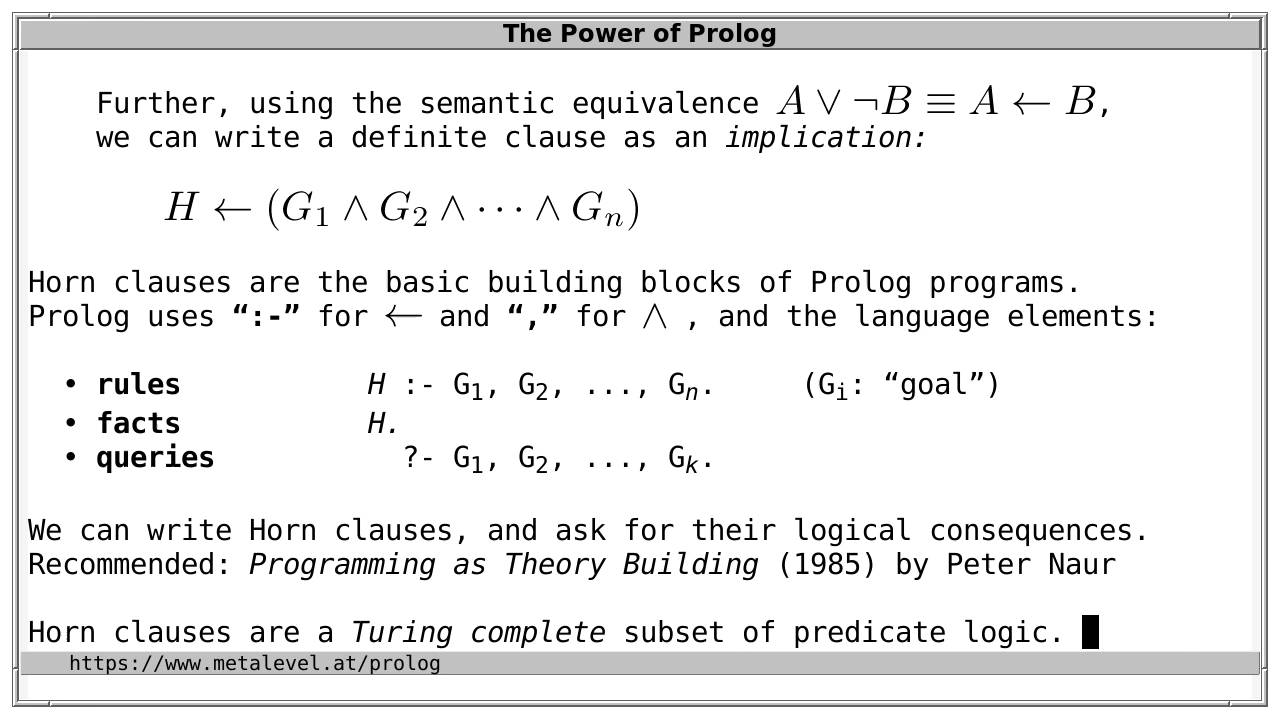 The Power of Prolog
Further, using the semantic equivalence A ∨ ¬B ≡ A ← B,
we can write a definite clause as an implication:
H ← (G₁ ∧ G₂ ∧ ⋯ ∧ Gₙ)
Horn clauses are the basic building blocks of Prolog programs.
Prolog uses “:-” for ← and “,” for ∧ , and the language elements:
• rules H :- G₁, G₂, ..., Gₙ. (Gᵢ: “goal”)
• facts H.
• queries ?- G₁, G₂, ..., Gₖ.
We can write Horn clauses, and ask for their logical consequences.
Recommended: Programming as Theory Building (1985) by Peter Naur
Horn clauses are a Turing complete subset of predicate logic.
https://www.metalevel.at/prolog